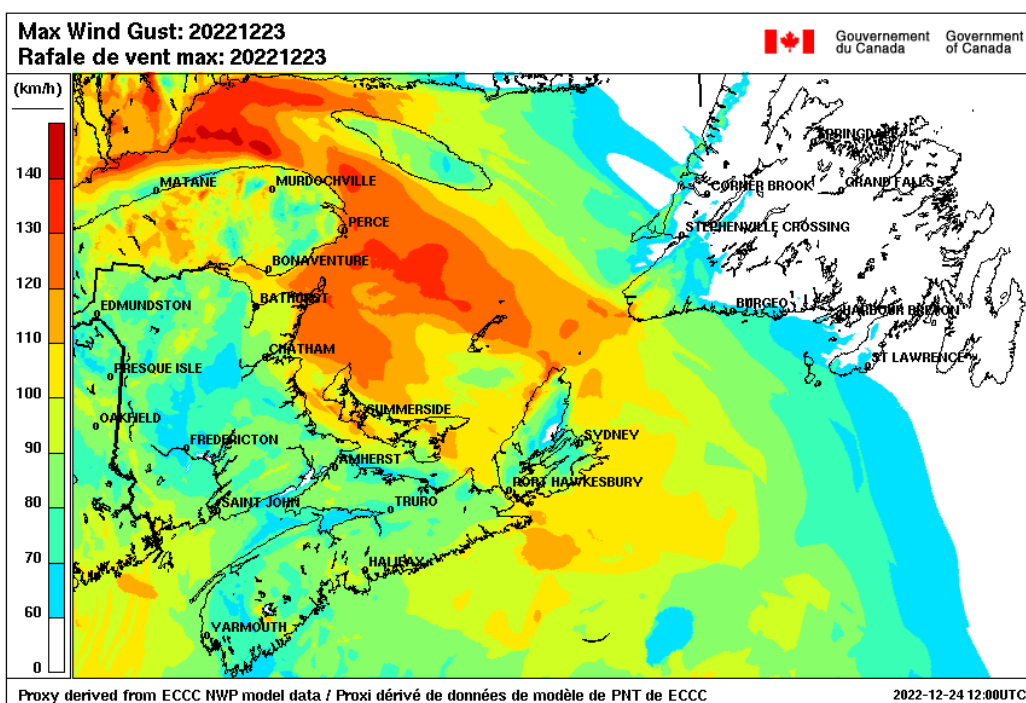 Max Wind Gust: 20221223
Rafale de vent max: 20221223
Gouvernement du Canada
Government of Canada
(km/h)
140
130
120
110
100
90
80
70
60
0
SPRINGDALE
CORNER BROOK
GRAND FALLS
MATANE
MURDOCHVILLE
PERCE
STEPHENVILLE CROSSING
BONAVENTURE
EDMUNDSTON
BATHURST
BURGEO
HARBOUR BRETON
CHATHAM
ST LAWRENCE
PRESQUE ISLE
SUMMERSIDE
OAKFIELD
FREDERICTON
SYDNEY
AMHERST
PORT HAWKESBURY
SAINT JOHN
TRURO
HALIFAX
YARMOUTH
Proxy derived from ECCC NWP model data / Proxi dérivé de données de modèle de PNT de ECCC
2022-12-24 12:00UTC